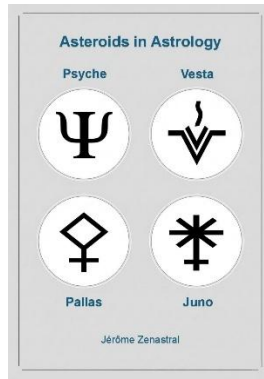 Asteroids in Astrology
Psyche Vesta
Pallas Juno
Jérôme Zenastral